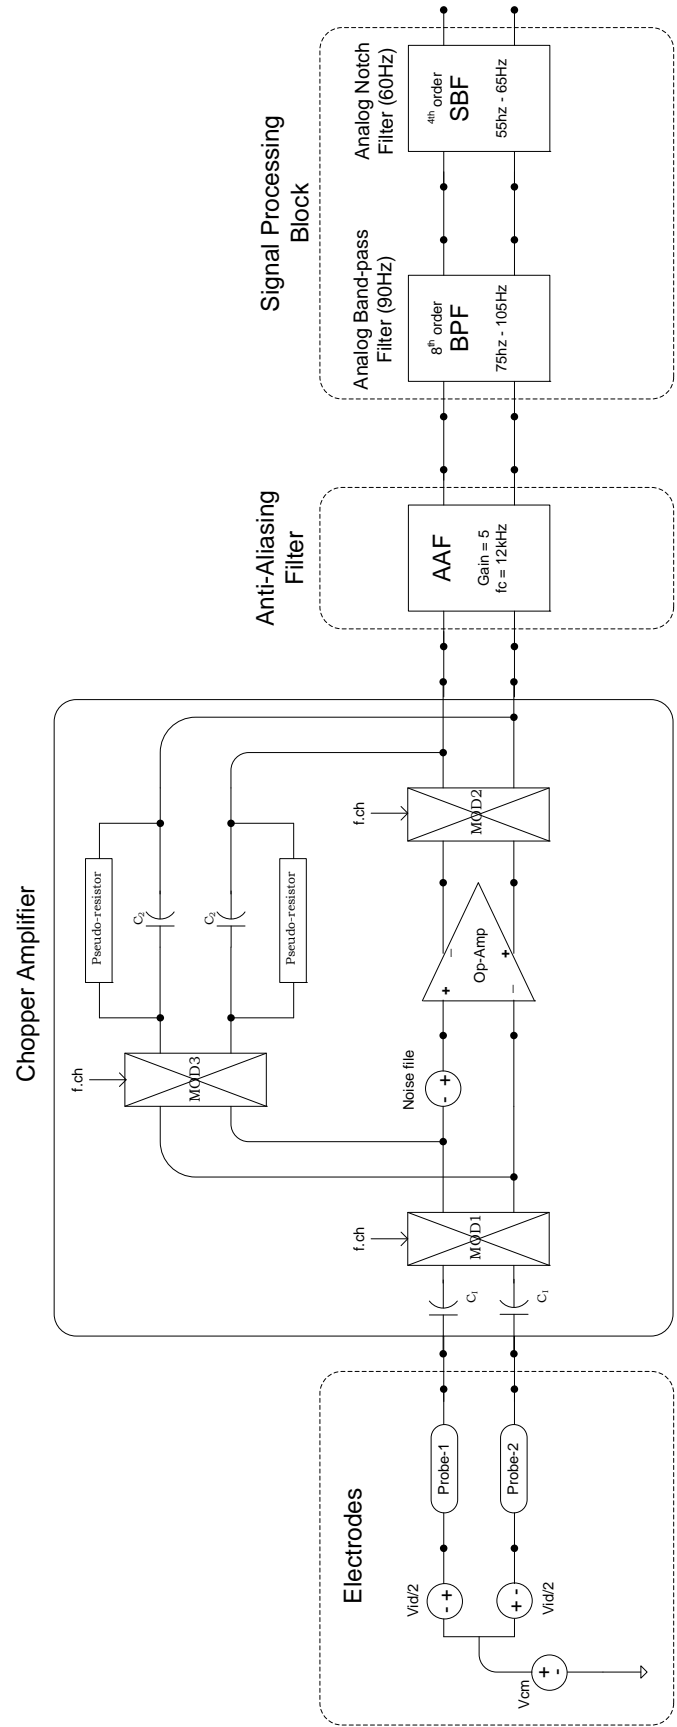 Electrodes
Vcm
+
-
Vid/2
- +
+ -
Vid/2
Probe-1
Probe-2
Chopper Amplifier
C₁
C₁
f.ch
MOD1
f.ch
MOD3
Noise file
- +
Pseudo-resistor
C₂
C₂
Pseudo-resistor
+
–
Op-Amp
–
+
f.ch
MOD2
Anti-Aliasing
Filter
AAF
Gain = 5
fc = 12kHz
Signal Processing
Block
Analog Band-pass
Filter (90Hz)
8th order
BPF
75hz - 105Hz
Analog Notch
Filter (60Hz)
4th order
SBF
55hz - 65Hz